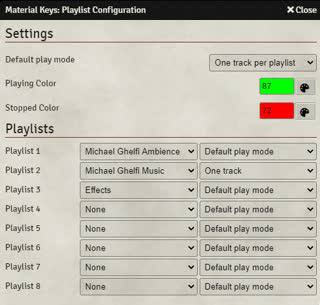 Material Keys: Playlist Configuration
Close
Settings
Default play mode
One track per playlist
Playing Color
87
Stopped Color
72
Playlists
Playlist 1 Michael Ghelfi Ambience Default play mode
Playlist 2 Michael Ghelfi Music One track
Playlist 3 Effects Default play mode
Playlist 4 None Default play mode
Playlist 5 None Default play mode
Playlist 6 None Default play mode
Playlist 7 None Default play mode
Playlist 8 None Default play mode